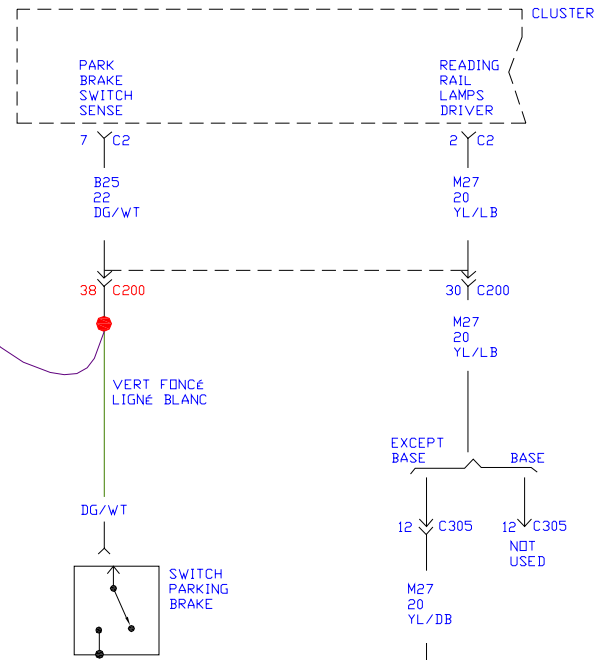 CLUSTER
PARK
BRAKE
SWITCH
SENSE
READING
RAIL
LAMPS
DRIVER
7 C2
2 C2
B25
22
DG/WT
M27
20
YL/LB
38 C200
30 C200
M27
20
YL/LB
VERT FONCé
LIGNé BLANC
EXCEPT
BASE
BASE
12 C305
12 C305
NOT
USED
DG/WT
SWITCH
PARKING
BRAKE
M27
20
YL/DB